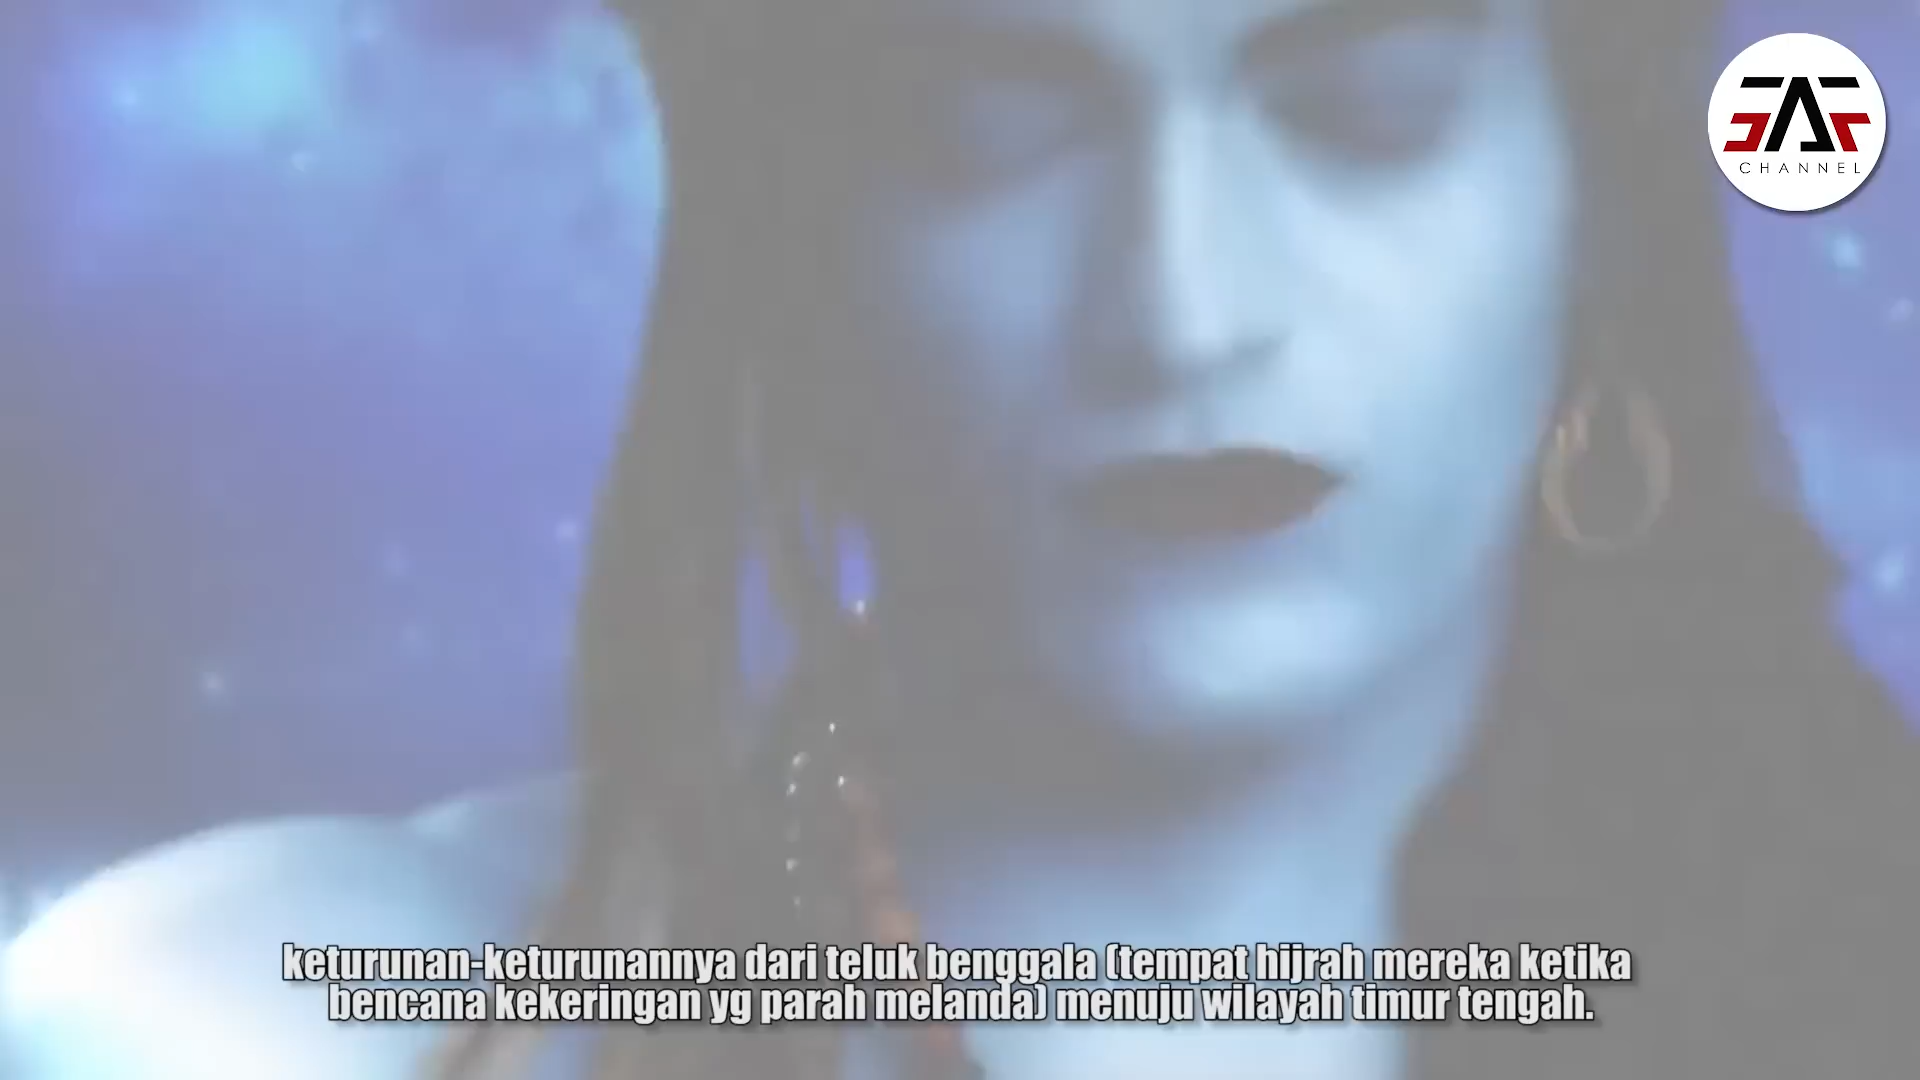 CHANNEL
keturunan-keturunannya dari teluk benggala (tempat hijrah mereka ketika
bencana kekeringan yg parah melanda) menuju wilayah timur tengah.